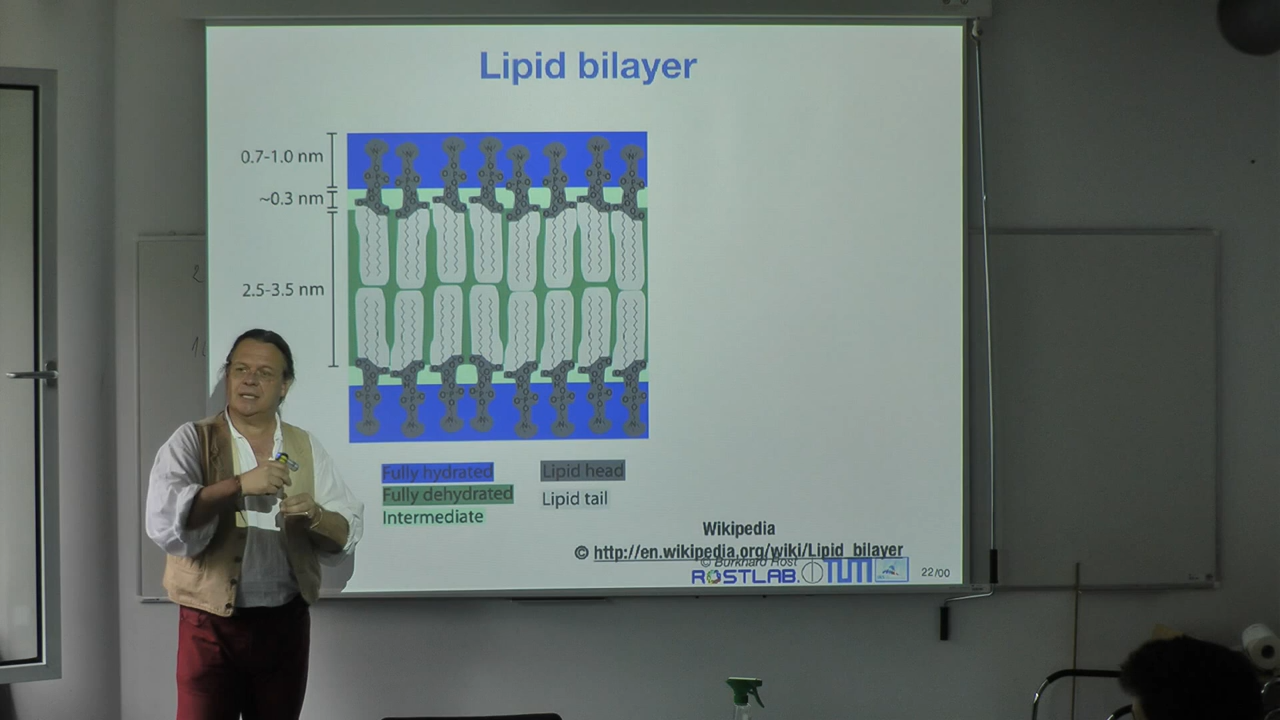 Lipid bilayer
0.7-1.0 nm
~0.3 nm
2.5-3.5 nm
Fully hydrated
Lipid head
Fully dehydrated
Lipid tail
Intermediate
Wikipedia
© http://en.wikipedia.org/wiki/Lipid_bilayer
© Burkhard Rost
ROSTLAB TUM
22/00